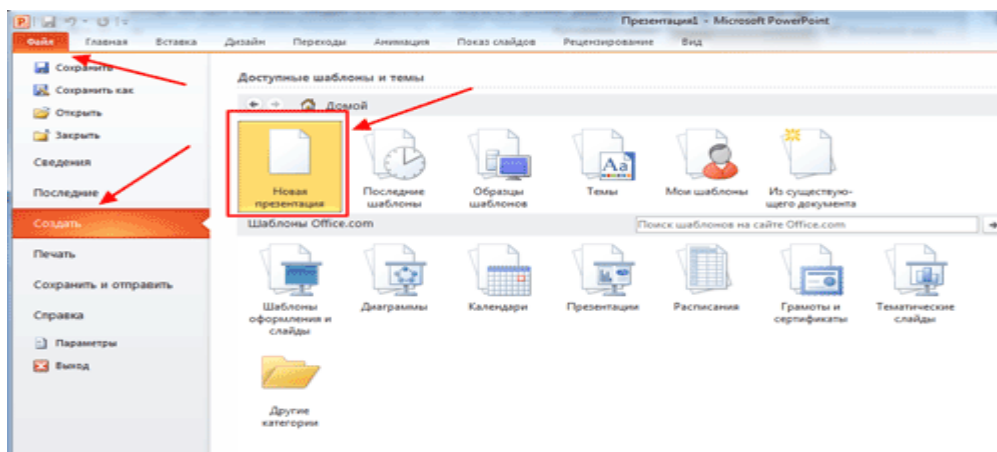 Презентация1 - Microsoft PowerPoint
Файл Главная Вставка Дизайн Переходы Анимация Показ слайдов Рецензирование Вид
Сохранить
Сохранить как
Открыть
Закрыть
Сведения
Последние
Создать
Печать
Сохранить и отправить
Справка
Параметры
Выход
Доступные шаблоны и темы
Домой
Новая
презентация
Последние
шаблоны
Образцы
шаблонов
Темы
Мои шаблоны
Из существую-
щего документа
Шаблоны Office.com
Поиск шаблонов на сайте Office.com
Шаблоны
оформления и
слайды
Диаграммы
Календари
Презентации
Расписания
Грамоты и
сертификаты
Тематические
слайды
Другие
категории